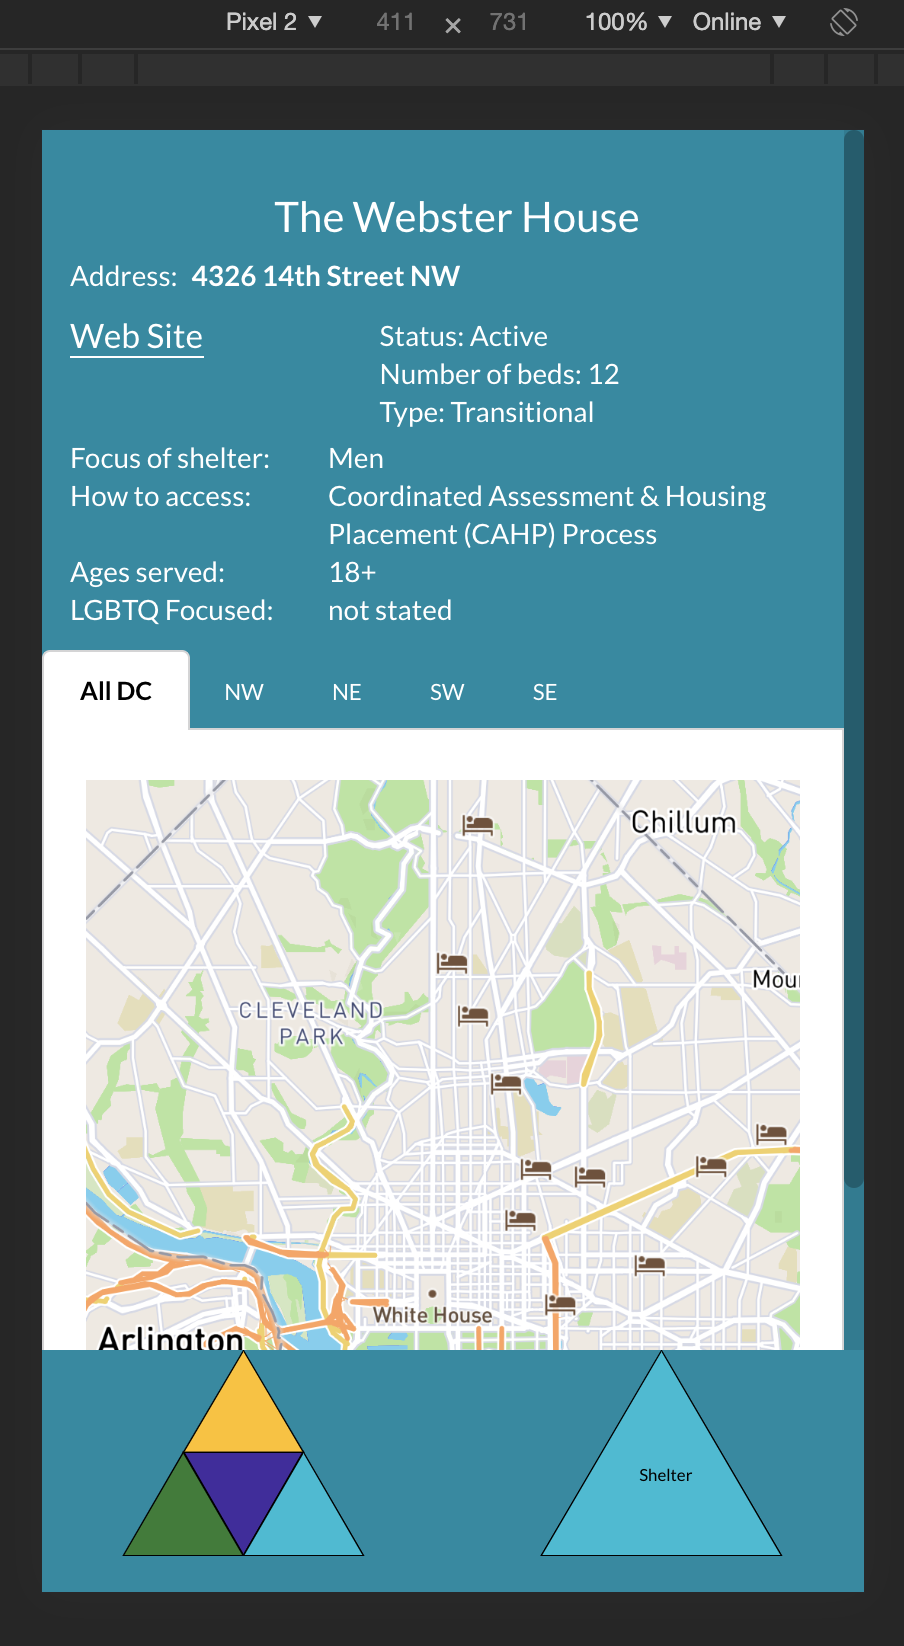 Pixel 2 ▼ 411 × 731 100% ▼ Online ▼
The Webster House
Address: 4326 14th Street NW
Web Site
Status: Active
Number of beds: 12
Type: Transitional
Focus of shelter: Men
How to access: Coordinated Assessment & Housing
Placement (CAHP) Process
Ages served: 18+
LGBTQ Focused: not stated
All DC NW NE SW SE
Chillum
Moun
CLEVELAND
PARK
White House
Arlington
Shelter